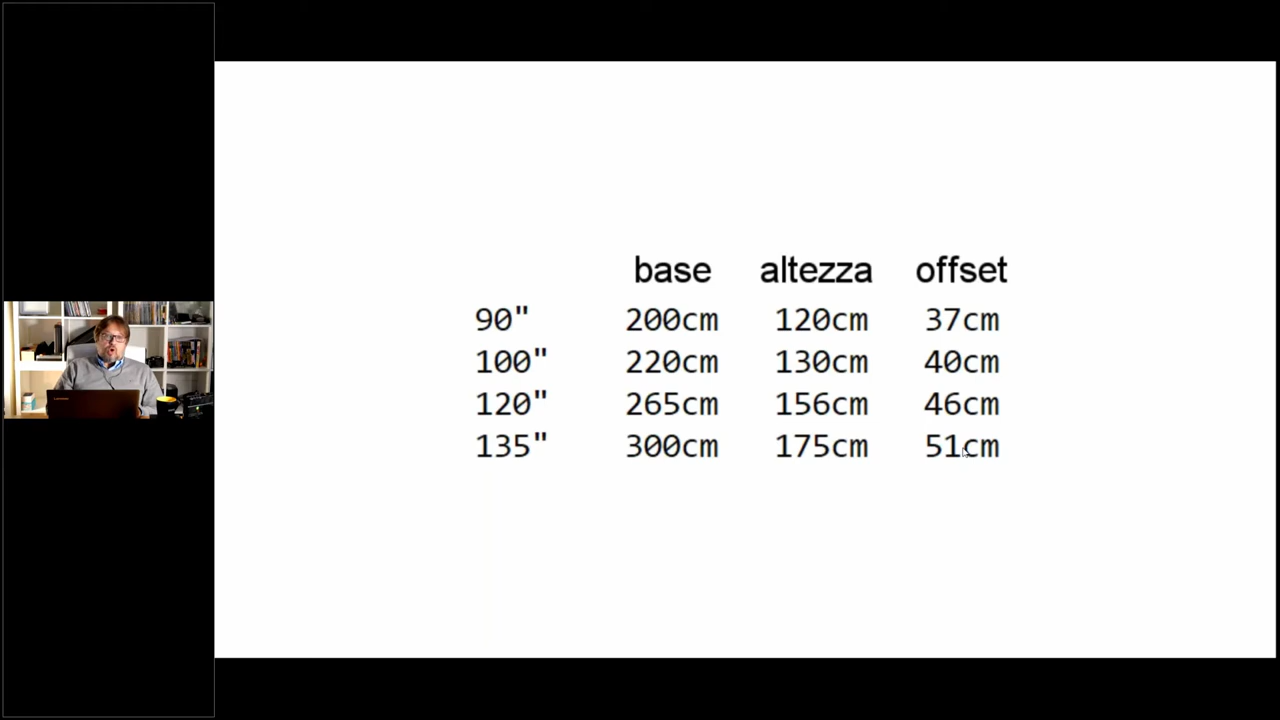 base altezza offset
90" 200cm 120cm 37cm
100" 220cm 130cm 40cm
120" 265cm 156cm 46cm
135" 300cm 175cm 51cm